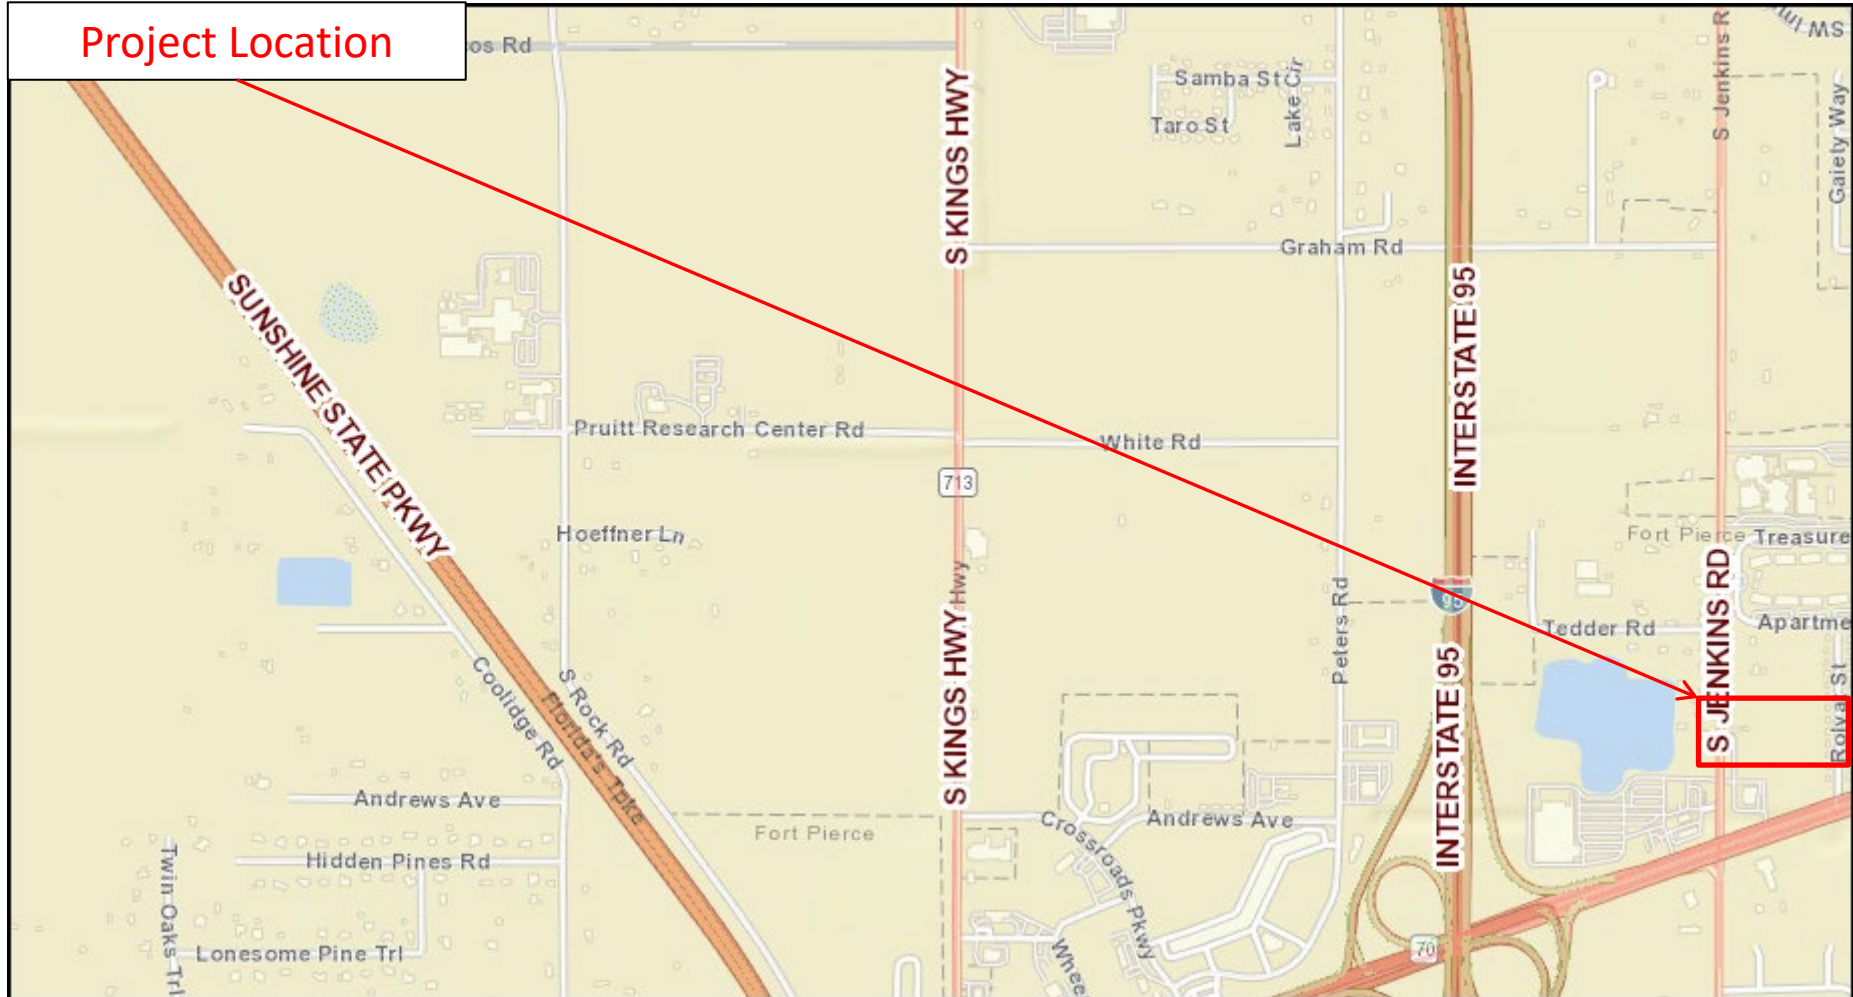 Project Location
os Rd
SW Inte
Samba St
Lake Cir
Taro St
S Jenkins R
Gaiety Way
S KINGS HWY
Graham Rd
SUNSHINE STATE PKWY
INTERSTATE 95
Pruitt Research Center Rd
White Rd
713
Hoeffner Ln
Fort Pierce
Treasure
Hwy
95
Peters Rd
S JENKINS RD
Tedder Rd
Apartme
Coolidge Rd
S Rock Rd
Florida's Tpke
S KINGS HWY
INTERSTATE 95
Andrews Ave
Fort Pierce
Crossroads Pkwy
Andrews Ave
Hidden Pines Rd
Twin Oaks Trl
Lonesome Pine Trl
Whee
70